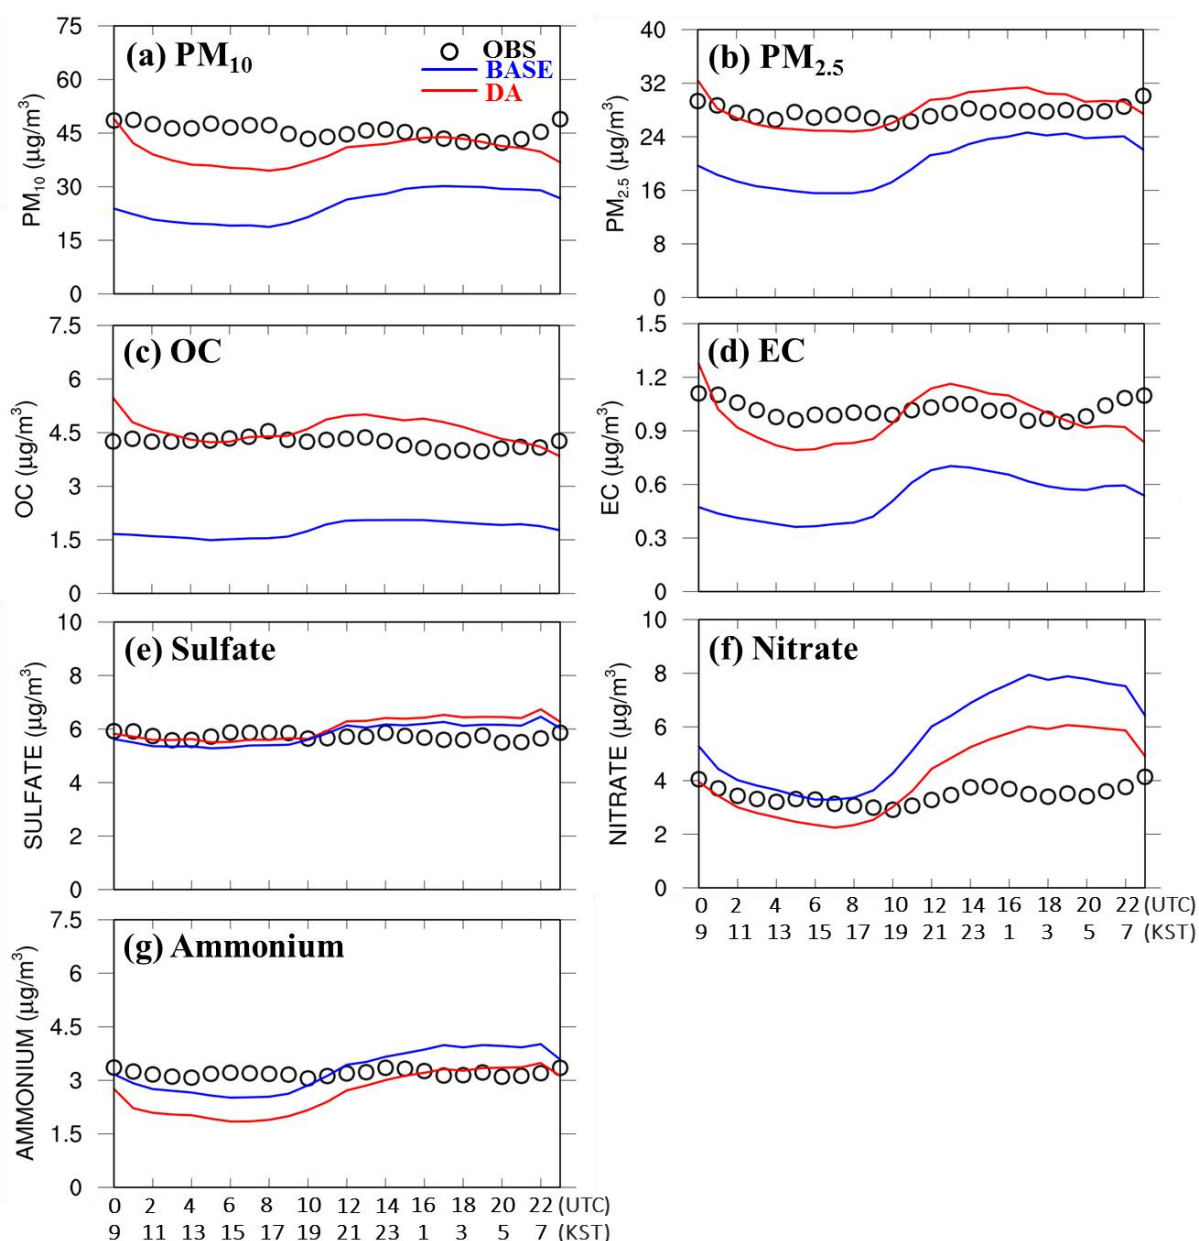 (a) PM10
OBS
BASE
DA
75
60
45
30
15
0
PM10 (μg/m3)
(b) PM2.5
40
32
24
16
8
0
PM2.5 (μg/m3)
(c) OC
7.5
6
4.5
3
1.5
0
OC (μg/m3)
(d) EC
1.5
1.2
0.9
0.6
0.3
0
EC (μg/m3)
(e) Sulfate
10
8
6
4
2
0
SULFATE (μg/m3)
(f) Nitrate
10
8
6
4
2
0
NITRATE (μg/m3)
0 2 4 6 8 10 12 14 16 18 20 22 (UTC)
9 11 13 15 17 19 21 23 1 3 5 7 (KST)
(g) Ammonium
7.5
6
4.5
3
1.5
0
AMMONIUM (μg/m3)
0 2 4 6 8 10 12 14 16 18 20 22 (UTC)
9 11 13 15 17 19 21 23 1 3 5 7 (KST)